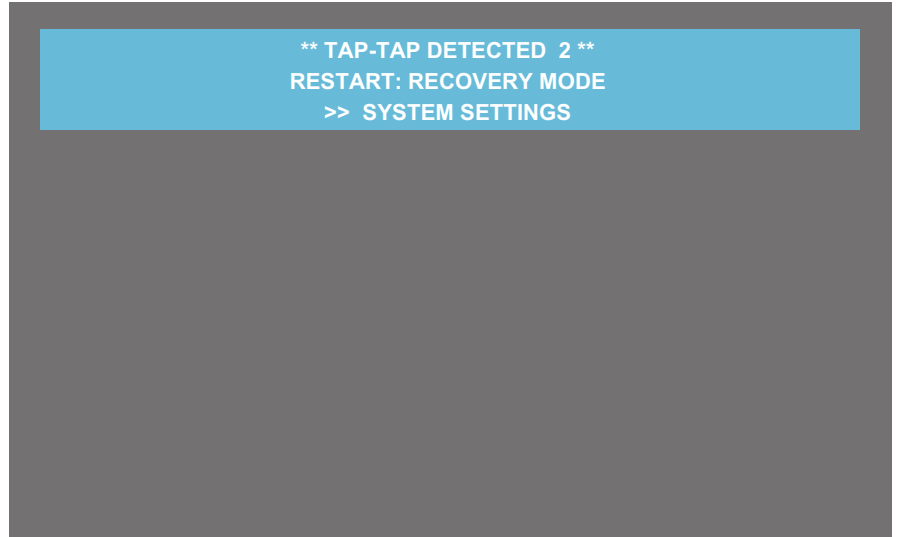 ** TAP-TAP DETECTED  2 **
RESTART: RECOVERY MODE
>>  SYSTEM SETTINGS